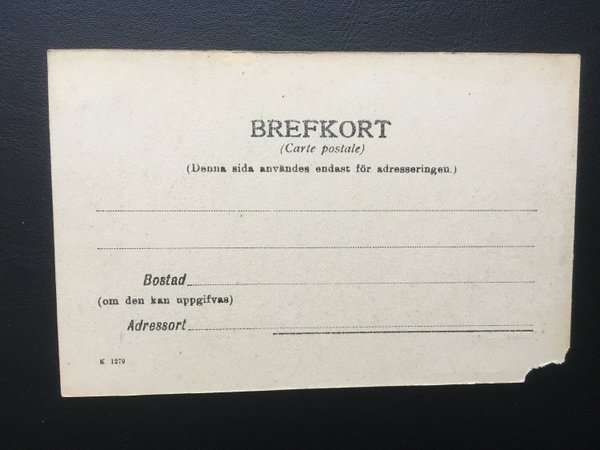 BREFKORT
(Carte postale)
(Denna sida användes endast för adresseringen.)
Bostad
(om den kan uppgifvas)
Adressort
K 1279